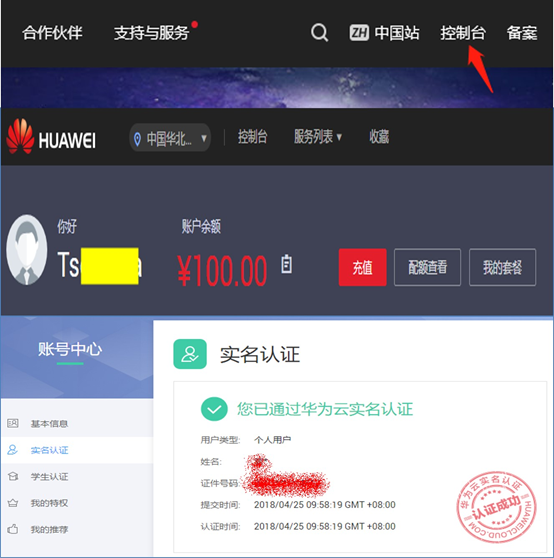 合作伙伴 支持与服务 ZH 中国站 控制台 备案
HUAWEI 中国华北... 控制台 服务列表 收藏
你好 账户余额
¥100.00 充值 配额查看 我的套餐
账号中心
实名认证
您已通过华为云实名认证
基本信息
实名认证
学生认证
我的特权
我的推荐
用户类型: 个人用户
姓名:
证件号码:
提交时间: 2018/04/25 09:58:19 GMT +08:00
认证时间: 2018/04/25 09:58:19 GMT +08:00
华为云实名认证
认证成功
HUAWEICLOUD.COM